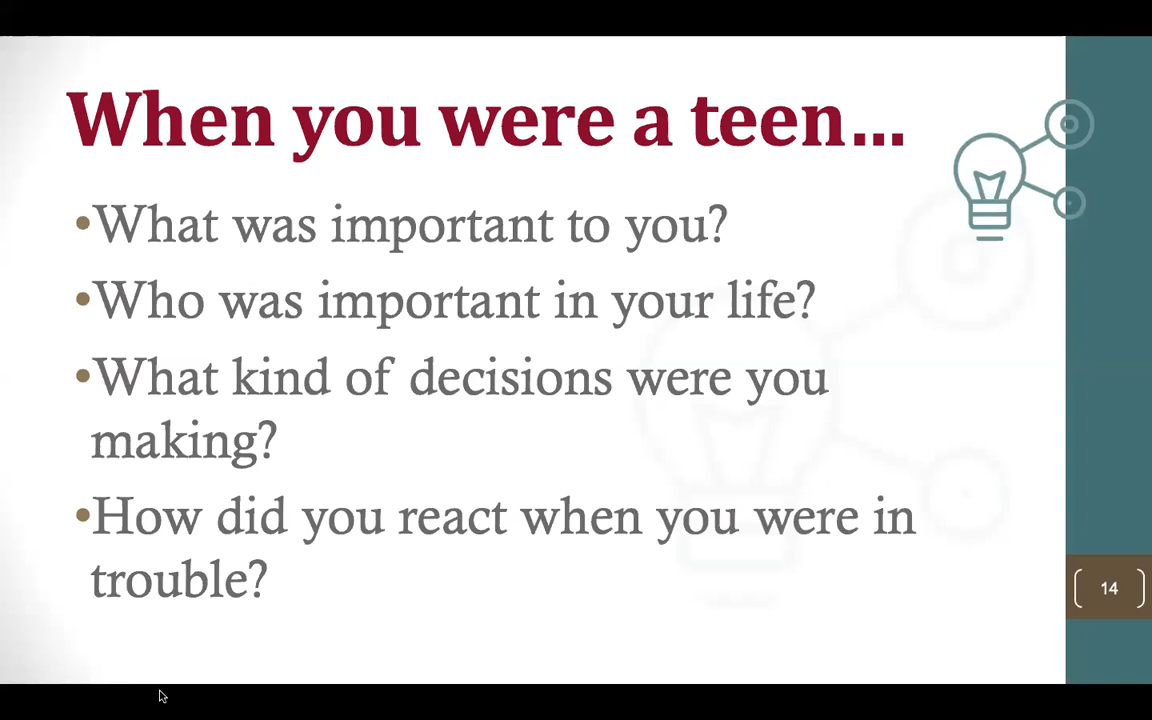 When you were a teen...
•What was important to you?
•Who was important in your life?
•What kind of decisions were you
making?
•How did you react when you were in
trouble?
14